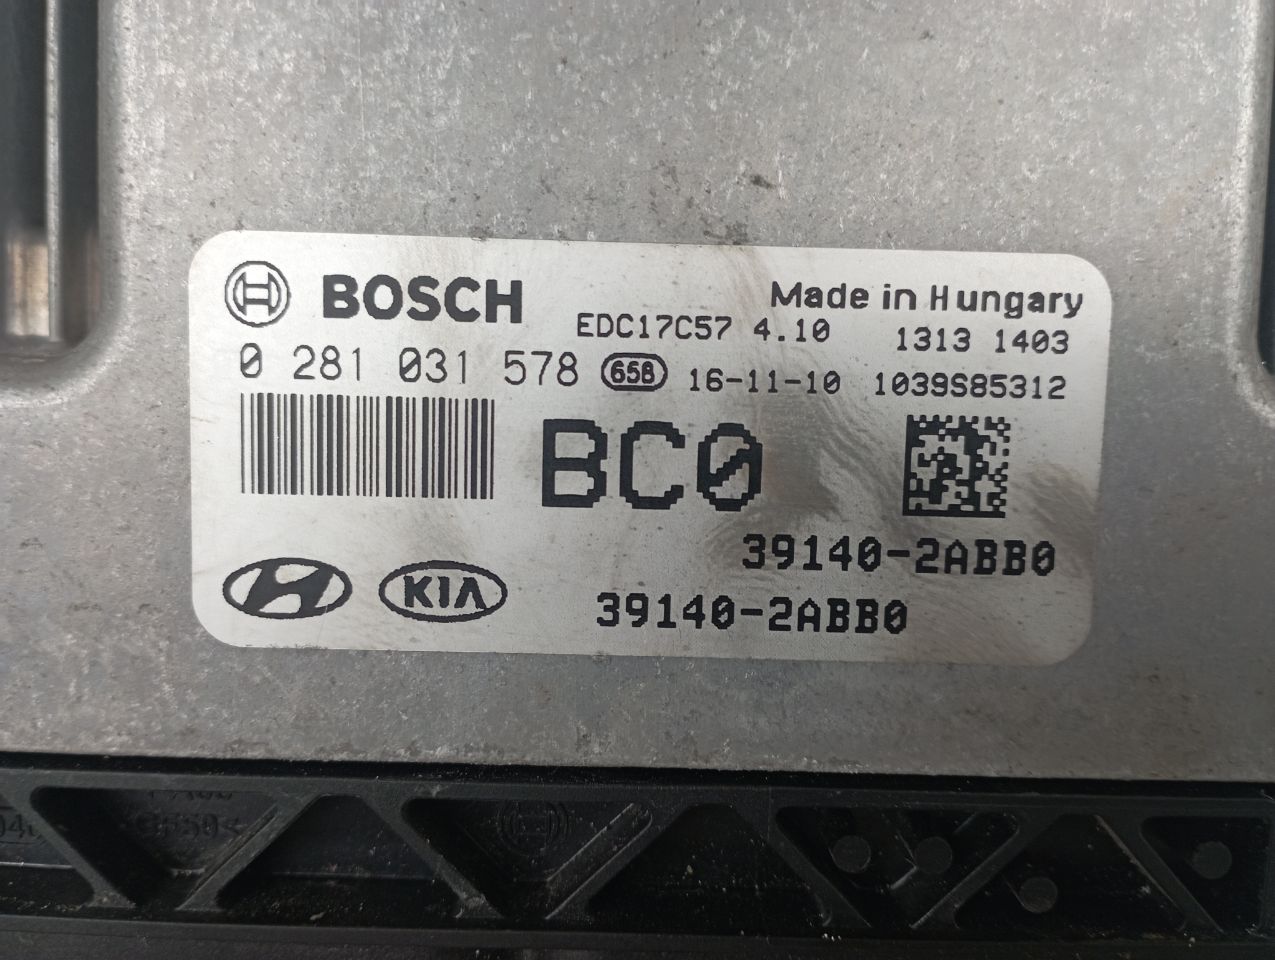 BOSCH
Made in Hungary
EDC17C57 4.10
1313 1403
0 281 031 578
658
16-11-10
1039S85312
BC0
39140-2ABB0
KIA
39140-2ABB0